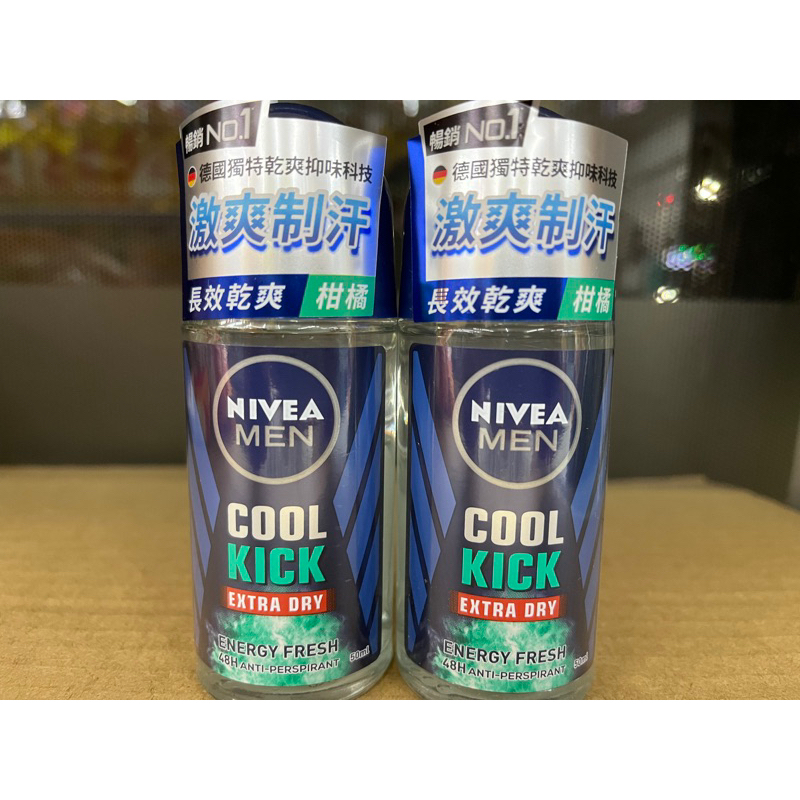 暢銷 NO.1
德國獨特乾爽抑味科技
激爽制汗
長效乾爽 柑橘
NIVEA
MEN
COOL
KICK
EXTRA DRY
ENERGY FRESH
48H ANTI-PERSPIRANT 50ml
暢銷 NO.1
德國獨特乾爽抑味科技
激爽制汗
長效乾爽 柑橘
NIVEA
MEN
COOL
KICK
EXTRA DRY
ENERGY FRESH
48H ANTI-PERSPIRANT 50ml